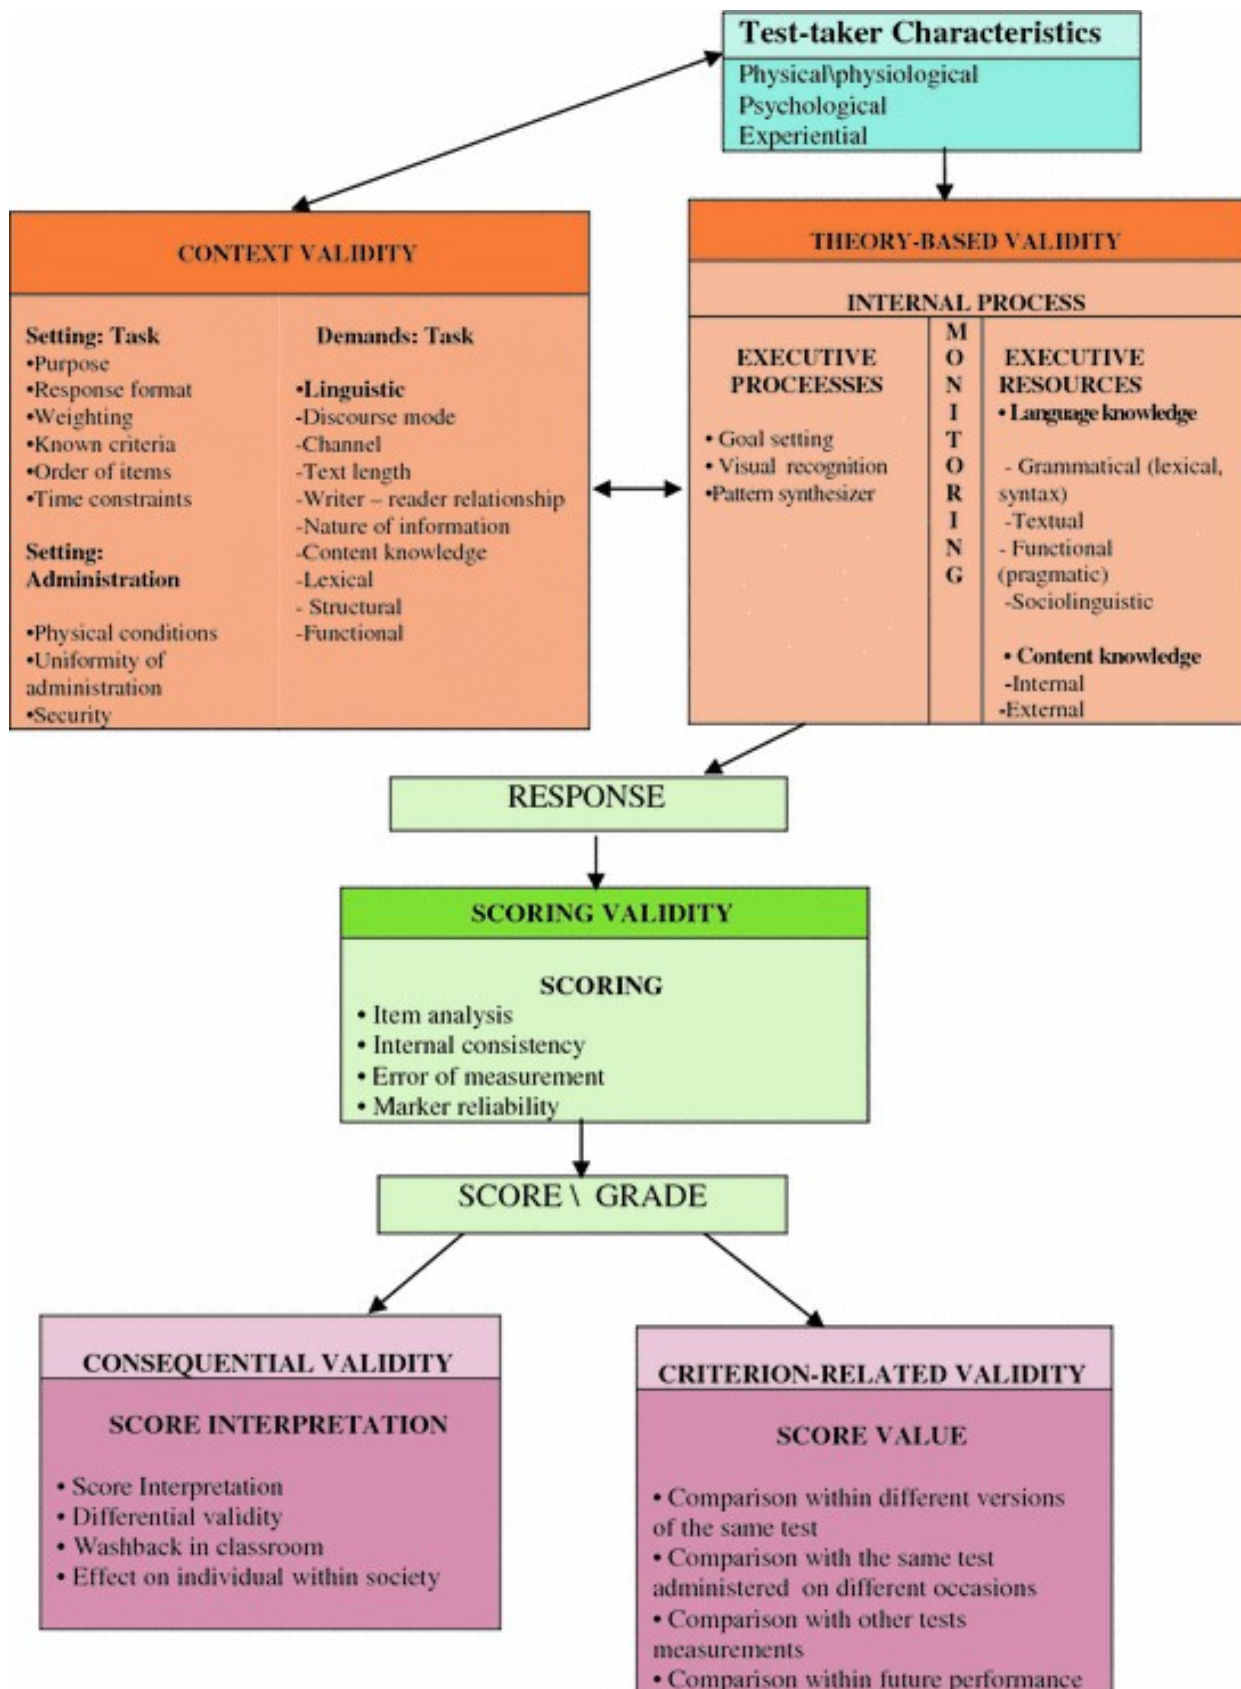 Test-taker Characteristics
Physical\physiological
Psychological
Experiential
CONTEXT VALIDITY
Setting: Task
•Purpose
•Response format
•Weighting
•Known criteria
•Order of items
•Time constraints
Setting:
Administration
•Physical conditions
•Uniformity of
administration
•Security
Demands: Task
•Linguistic
-Discourse mode
-Channel
-Text length
-Writer – reader relationship
-Nature of information
-Content knowledge
-Lexical
- Structural
-Functional
THEORY-BASED VALIDITY
INTERNAL PROCESS
EXECUTIVE
PROCEESSES
• Goal setting
• Visual recognition
•Pattern synthesizer
M
O
N
I
T
O
R
I
N
G
EXECUTIVE
RESOURCES
• Language knowledge
- Grammatical (lexical,
syntax)
-Textual
- Functional
(pragmatic)
-Sociolinguistic
• Content knowledge
-Internal
-External
RESPONSE
SCORING VALIDITY
SCORING
• Item analysis
• Internal consistency
• Error of measurement
• Marker reliability
SCORE \ GRADE
CONSEQUENTIAL VALIDITY
SCORE INTERPRETATION
• Score Interpretation
• Differential validity
• Washback in classroom
• Effect on individual within society
CRITERION-RELATED VALIDITY
SCORE VALUE
• Comparison within different versions
of the same test
• Comparison with the same test
administered on different occasions
• Comparison with other tests
measurements
• Comparison within future performance